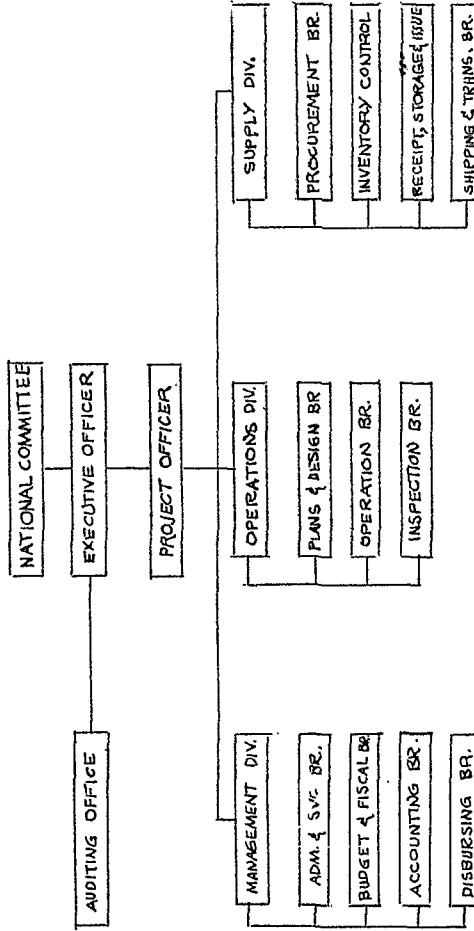 NATIONAL COMMITTEE
AUDITING OFFICE
EXECUTIVE OFFICER
PROJECT OFFICER
MANAGEMENT DIV.
ADM. & SVC BR.
BUDGET & FISCAL BR.
ACCOUNTING BR.
DISBURSING BR.
OPERATIONS DIV.
PLANS & DESIGN BR
OPERATION BR.
INSPECTION BR.
SUPPLY DIV.
PROCUREMENT BR.
INVENTORY CONTROL
RECEIPT, STORAGE & ISSUE
SHIPPING & TRANS. BR.